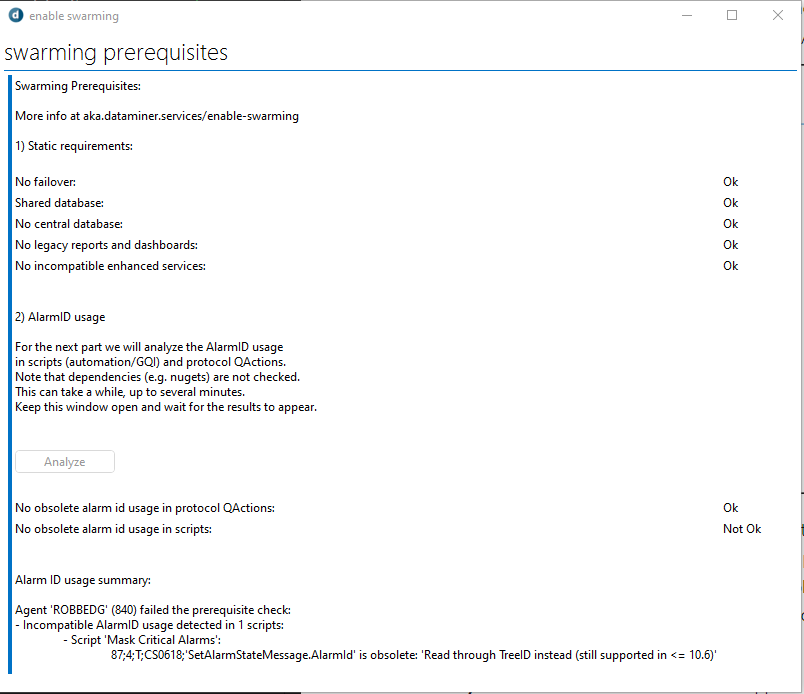 enable swarming
swarming prerequisites
Swarming Prerequisites:
More info at aka.dataminer.services/enable-swarming
1) Static requirements:
No failover: Ok
Shared database: Ok
No central database: Ok
No legacy reports and dashboards: Ok
No incompatible enhanced services: Ok
2) AlarmID usage
For the next part we will analyze the AlarmID usage
in scripts (automation/GQI) and protocol QActions.
Note that dependencies (e.g. nugets) are not checked.
This can take a while, up to several minutes.
Keep this window open and wait for the results to appear.
Analyze
No obsolete alarm id usage in protocol QActions: Ok
No obsolete alarm id usage in scripts: Not Ok
Alarm ID usage summary:
Agent 'ROBBEDG' (840) failed the prerequisite check:
- Incompatible AlarmID usage detected in 1 scripts:
- Script 'Mask Critical Alarms':
87;4;T;CS0618;'SetAlarmStateMessage.AlarmId' is obsolete: 'Read through TreeID instead (still supported in <= 10.6)'